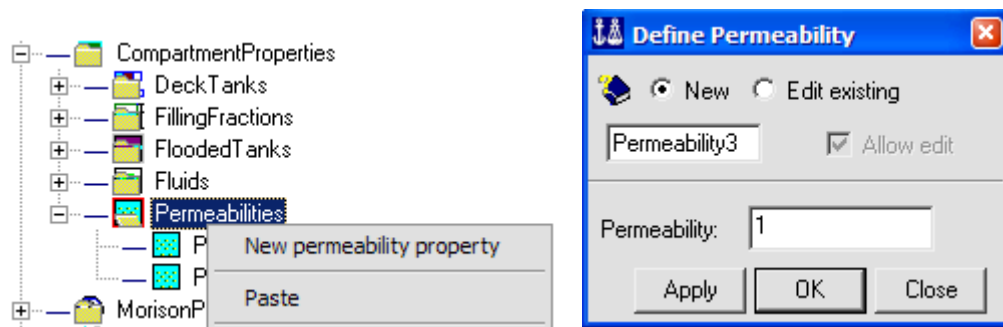 CompartmentProperties
DeckTanks
FillingFractions
FloodedTanks
Fluids
Permeabilities
P
P
MorisonP
New permeability property
Paste
Define Permeability
New Edit existing
Permeability3 Allow edit
Permeability: 1
Apply OK Close